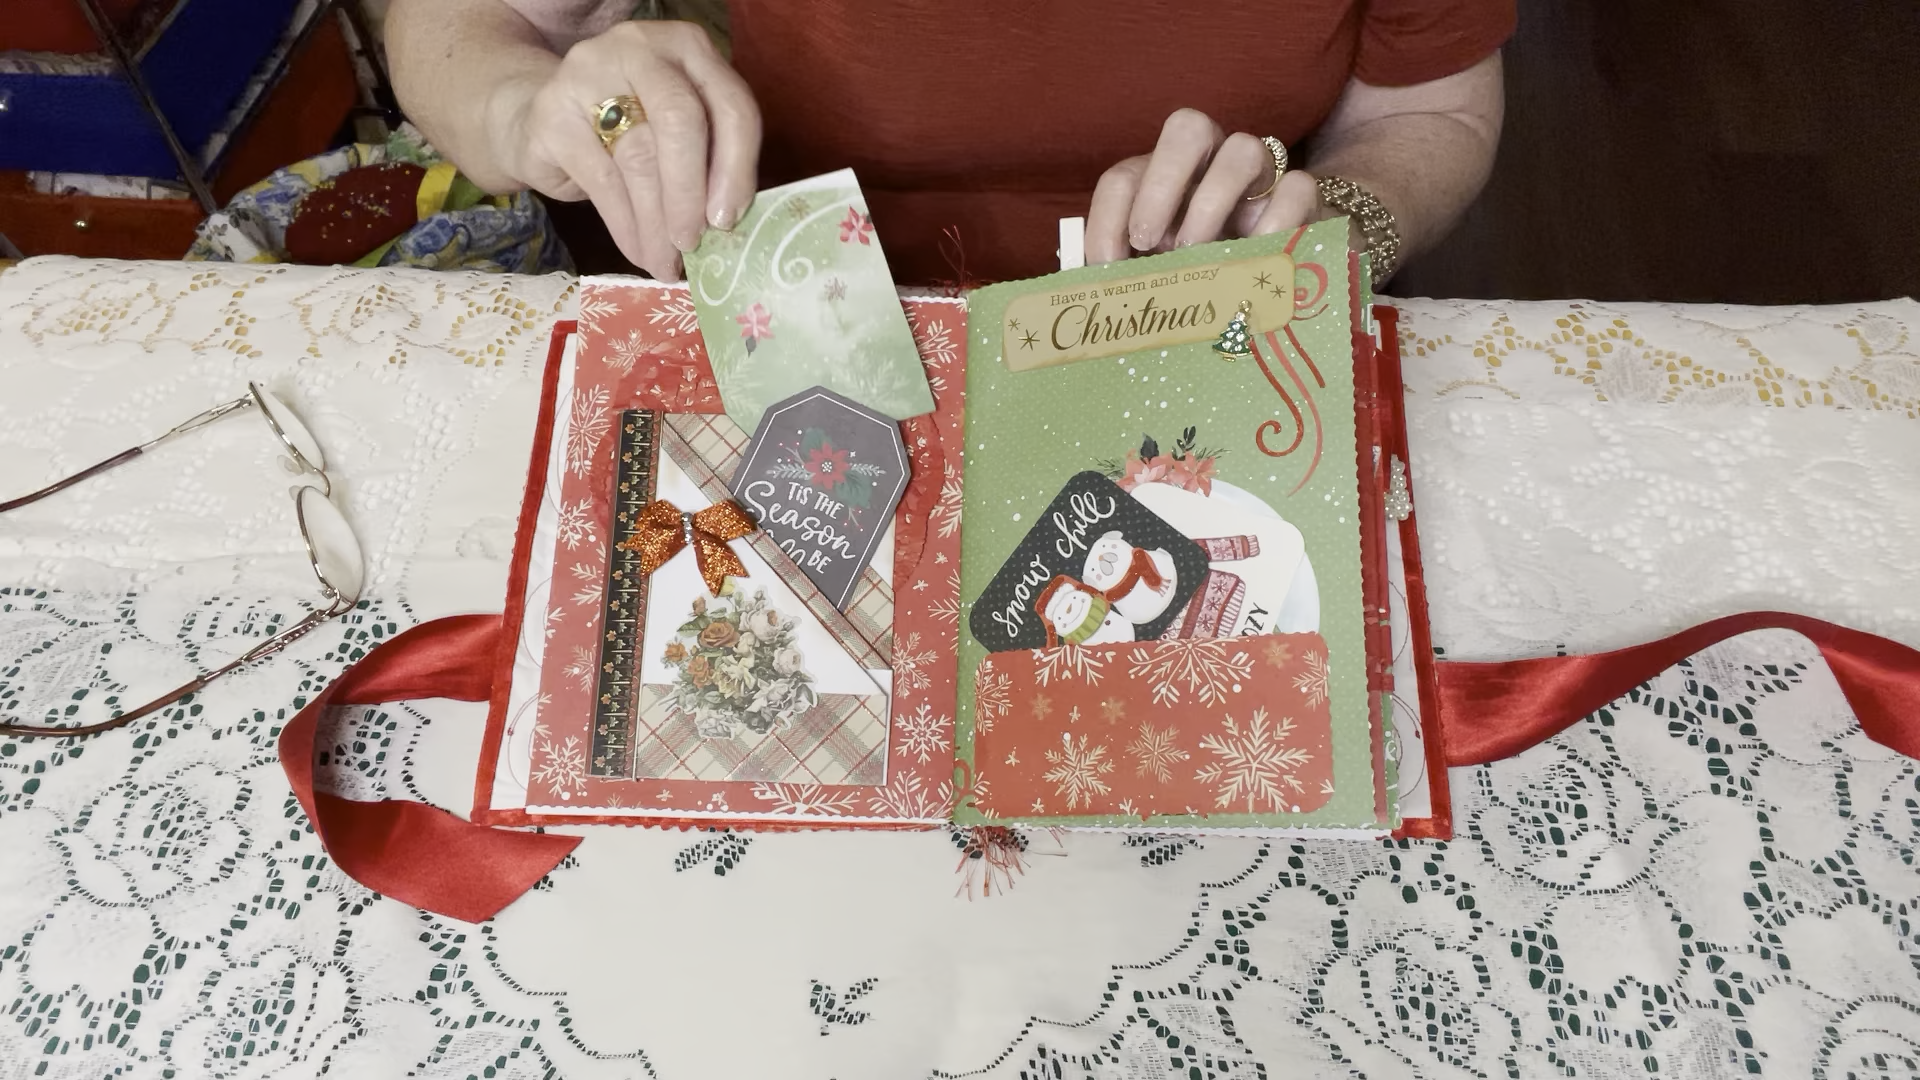 TIS THE
Season
BE
Have a warm and cozy
Christmas
Snow chill
OZY